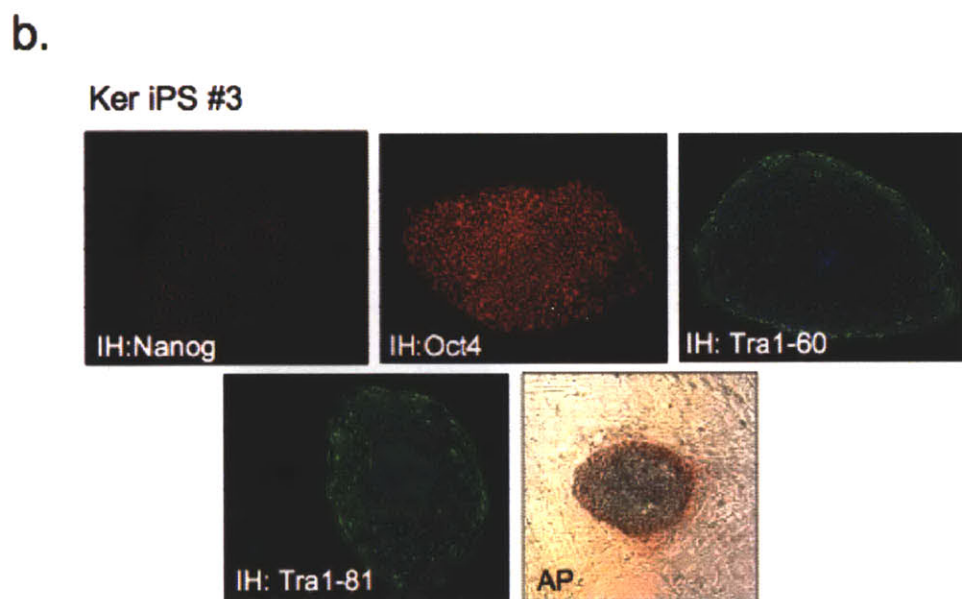 b.
Ker iPS #3
IH:Nanog
IH:Oct4
IH: Tra1-60
IH: Tra1-81
AP